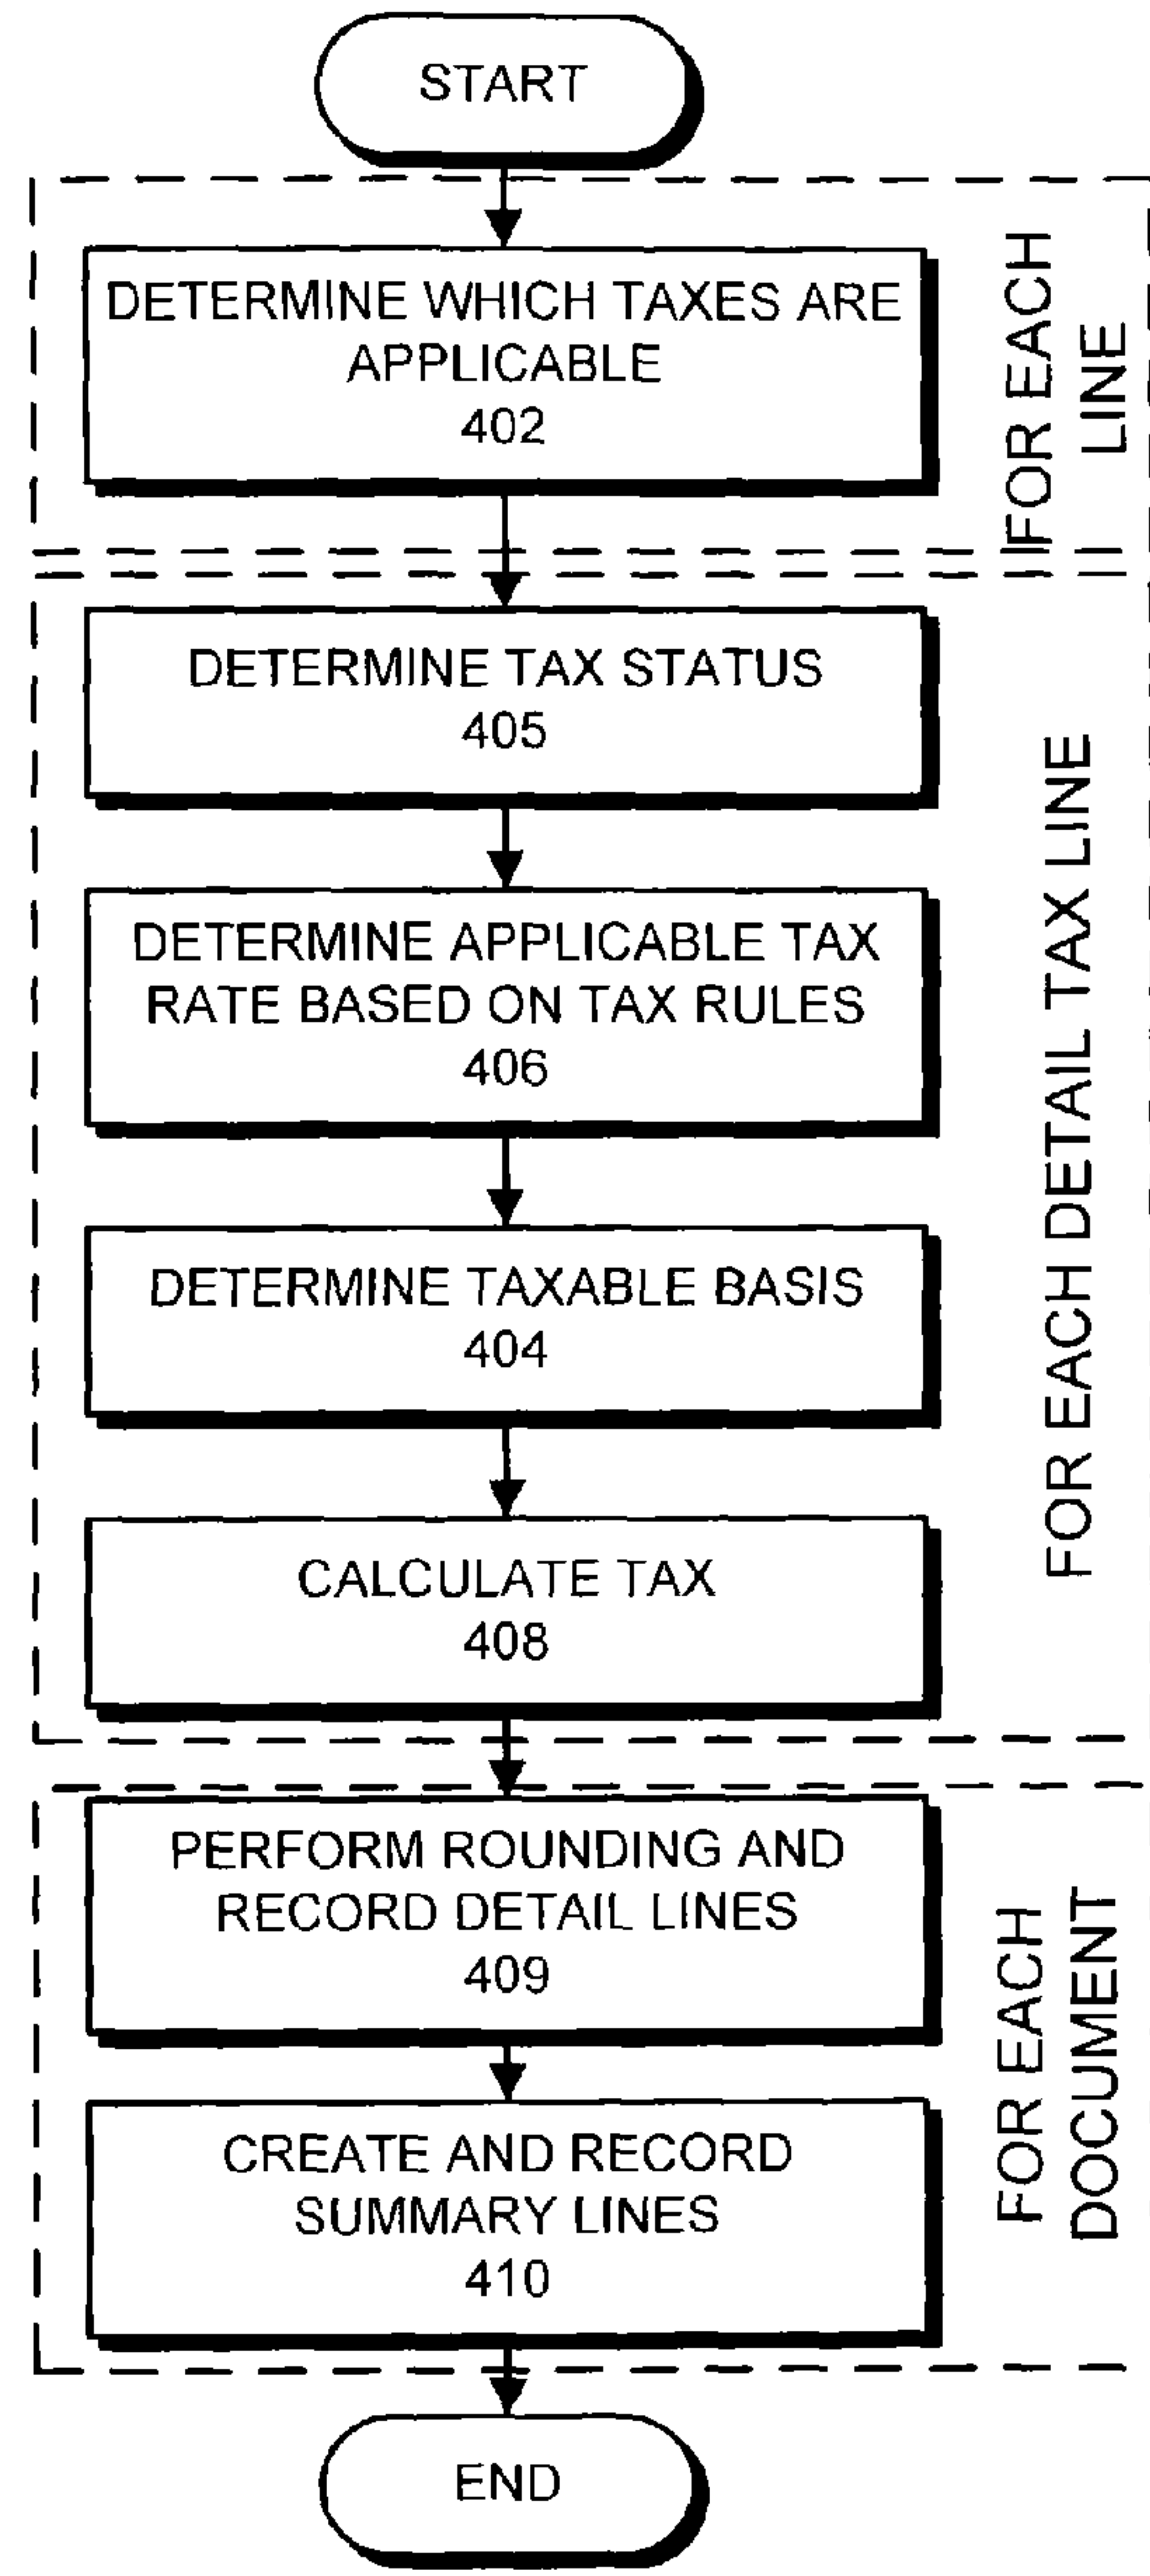 START
DETERMINE WHICH TAXES ARE
APPLICABLE
402
FOR EACH
LINE
DETERMINE TAX STATUS
405
DETERMINE APPLICABLE TAX
RATE BASED ON TAX RULES
406
DETERMINE TAXABLE BASIS
404
CALCULATE TAX
408
FOR EACH DETAIL TAX LINE
PERFORM ROUNDING AND
RECORD DETAIL LINES
409
CREATE AND RECORD
SUMMARY LINES
410
FOR EACH
DOCUMENT
END